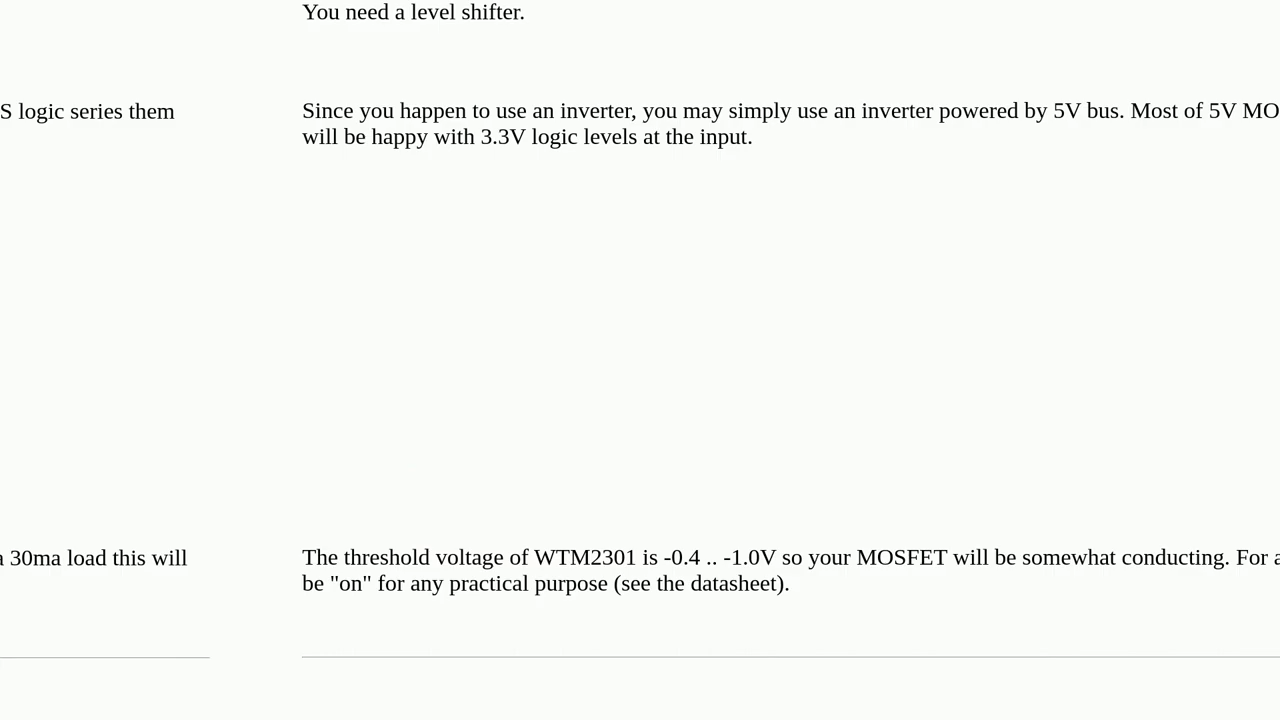 You need a level shifter.
S logic series them
Since you happen to use an inverter, you may simply use an inverter powered by 5V bus. Most of 5V MO
will be happy with 3.3V logic levels at the input.
a 30ma load this will
The threshold voltage of WTM2301 is -0.4 .. -1.0V so your MOSFET will be somewhat conducting. For a
be "on" for any practical purpose (see the datasheet).